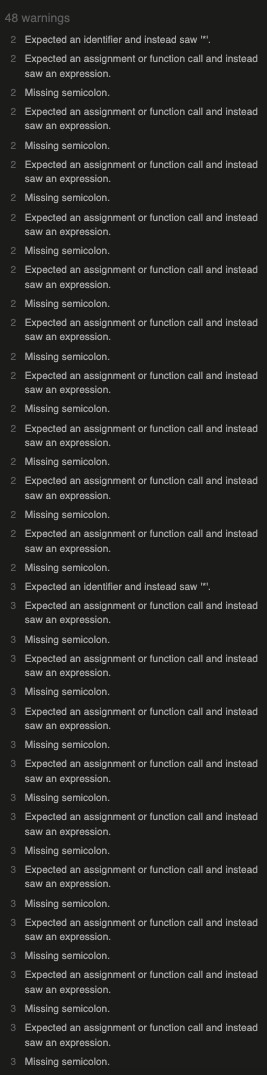 48 warnings
2 Expected an identifier and instead saw '*'.
2 Expected an assignment or function call and instead
saw an expression.
2 Missing semicolon.
2 Expected an assignment or function call and instead
saw an expression.
2 Missing semicolon.
2 Expected an assignment or function call and instead
saw an expression.
2 Missing semicolon.
2 Expected an assignment or function call and instead
saw an expression.
2 Missing semicolon.
2 Expected an assignment or function call and instead
saw an expression.
2 Missing semicolon.
2 Expected an assignment or function call and instead
saw an expression.
2 Missing semicolon.
2 Expected an assignment or function call and instead
saw an expression.
2 Missing semicolon.
2 Expected an assignment or function call and instead
saw an expression.
2 Missing semicolon.
2 Expected an assignment or function call and instead
saw an expression.
2 Missing semicolon.
2 Expected an assignment or function call and instead
saw an expression.
2 Missing semicolon.
3 Expected an identifier and instead saw '*'.
3 Expected an assignment or function call and instead
saw an expression.
3 Missing semicolon.
3 Expected an assignment or function call and instead
saw an expression.
3 Missing semicolon.
3 Expected an assignment or function call and instead
saw an expression.
3 Missing semicolon.
3 Expected an assignment or function call and instead
saw an expression.
3 Missing semicolon.
3 Expected an assignment or function call and instead
saw an expression.
3 Missing semicolon.
3 Expected an assignment or function call and instead
saw an expression.
3 Missing semicolon.
3 Expected an assignment or function call and instead
saw an expression.
3 Missing semicolon.
3 Expected an assignment or function call and instead
saw an expression.
3 Missing semicolon.
3 Expected an assignment or function call and instead
saw an expression.
3 Missing semicolon.